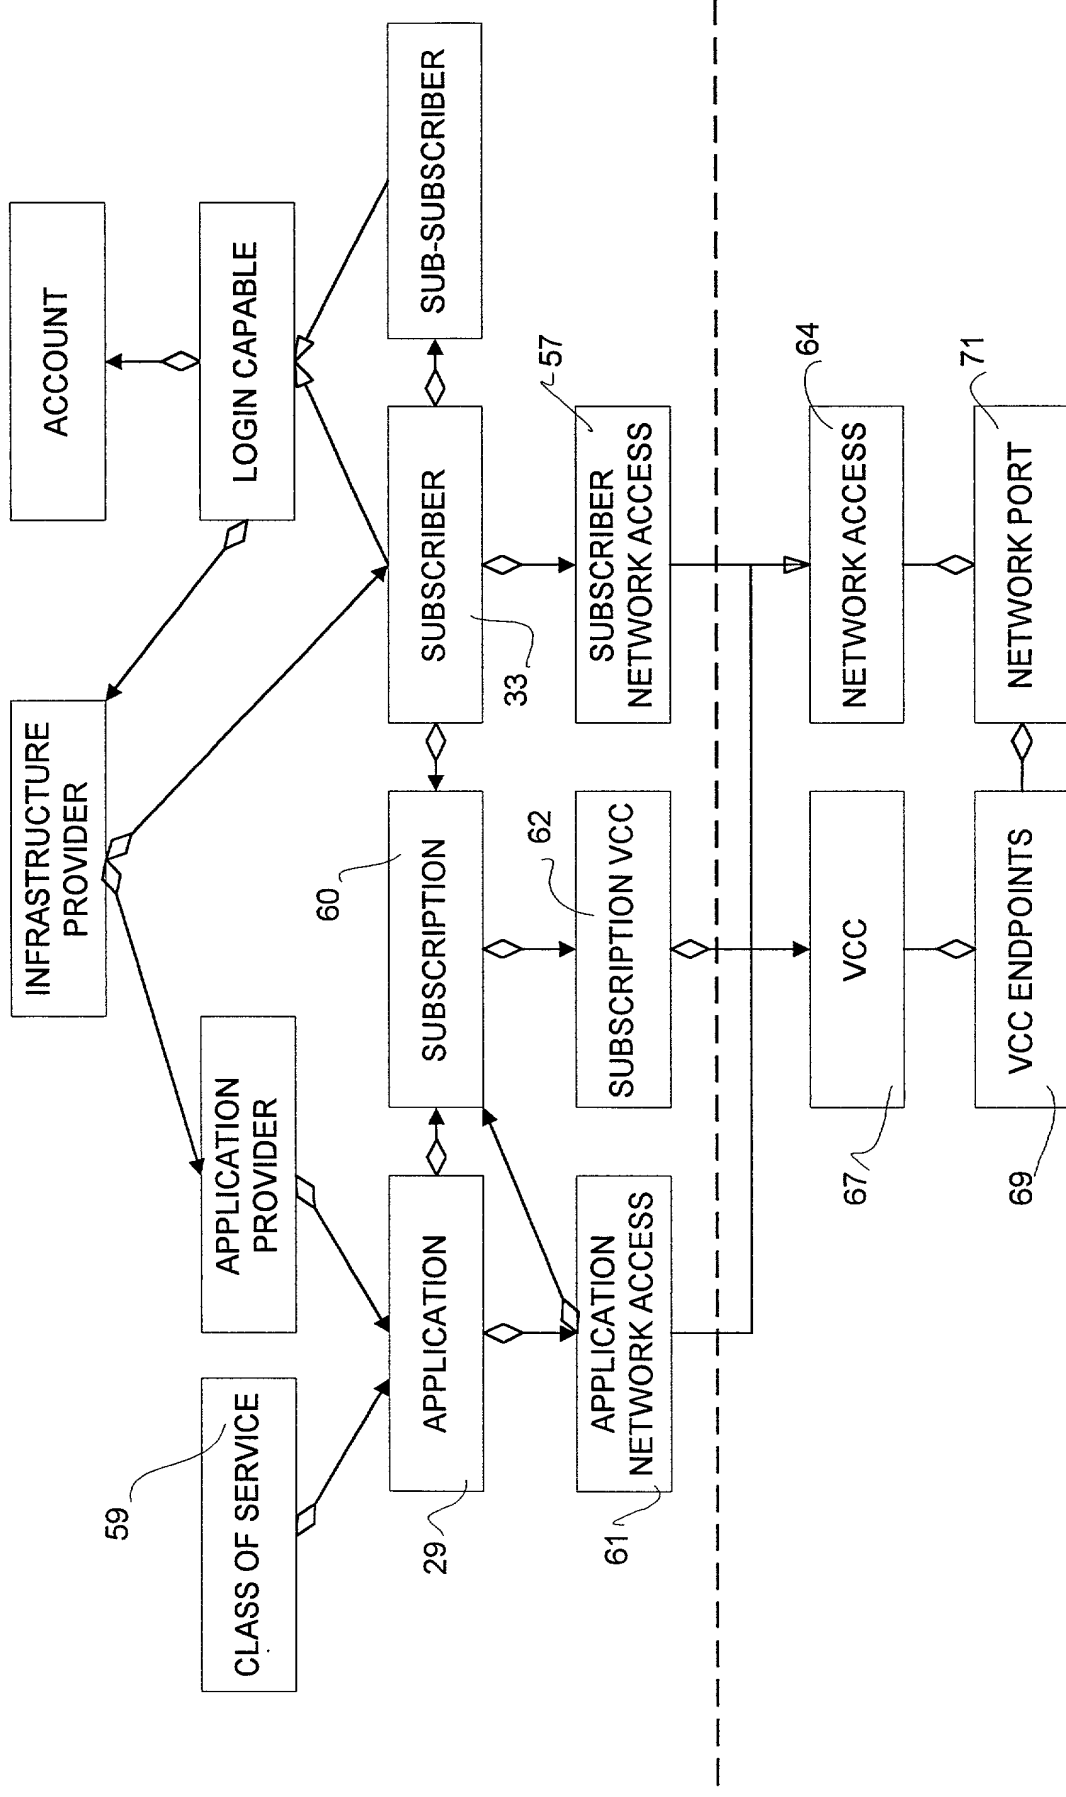 ACCOUNT
INFRASTRUCTURE
PROVIDER
LOGIN CAPABLE
APPLICATION
PROVIDER
CLASS OF SERVICE
59
SUB-SUBSCRIBER
SUBSCRIBER
33
SUBSCRIPTION
60
APPLICATION
29
SUBSCRIBER
NETWORK ACCESS
57
SUBSCRIPTION VCC
62
APPLICATION
NETWORK ACCESS
61
NETWORK ACCESS
64
VCC
67
NETWORK PORT
71
VCC ENDPOINTS
69